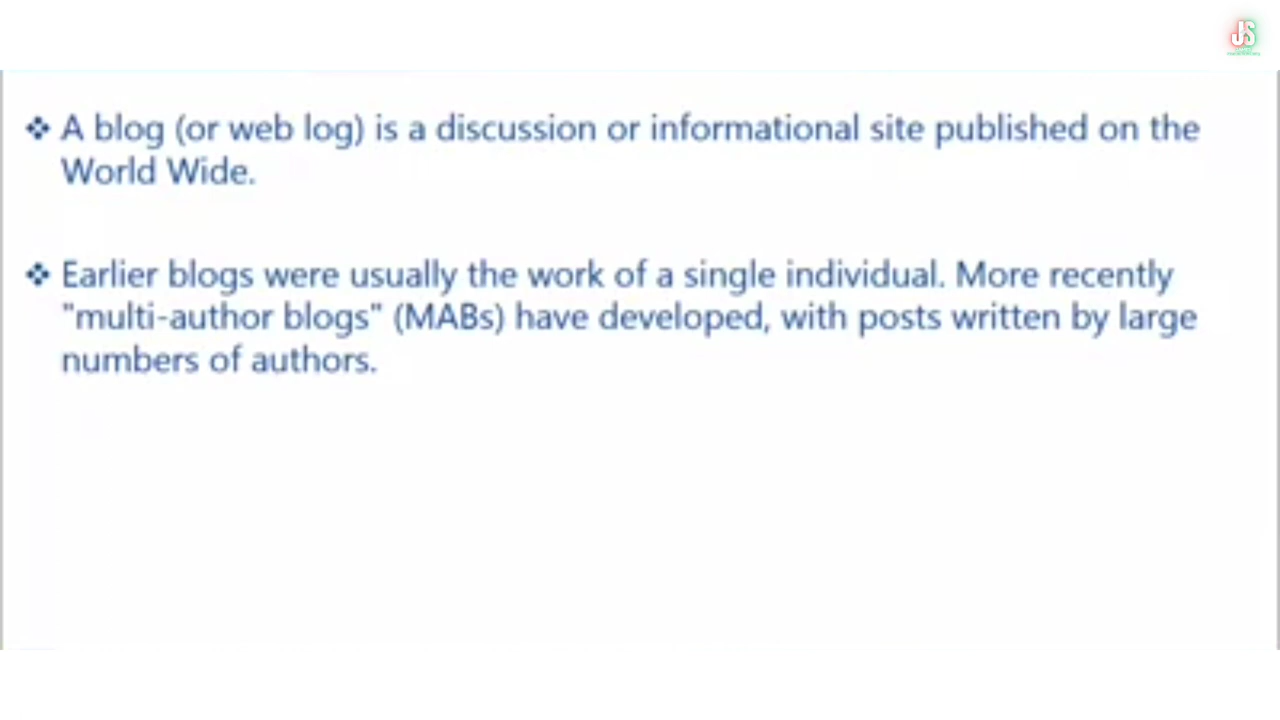 JS
❖ A blog (or web log) is a discussion or informational site published on the
World Wide.
❖ Earlier blogs were usually the work of a single individual. More recently
"multi-author blogs" (MABs) have developed, with posts written by large
numbers of authors.